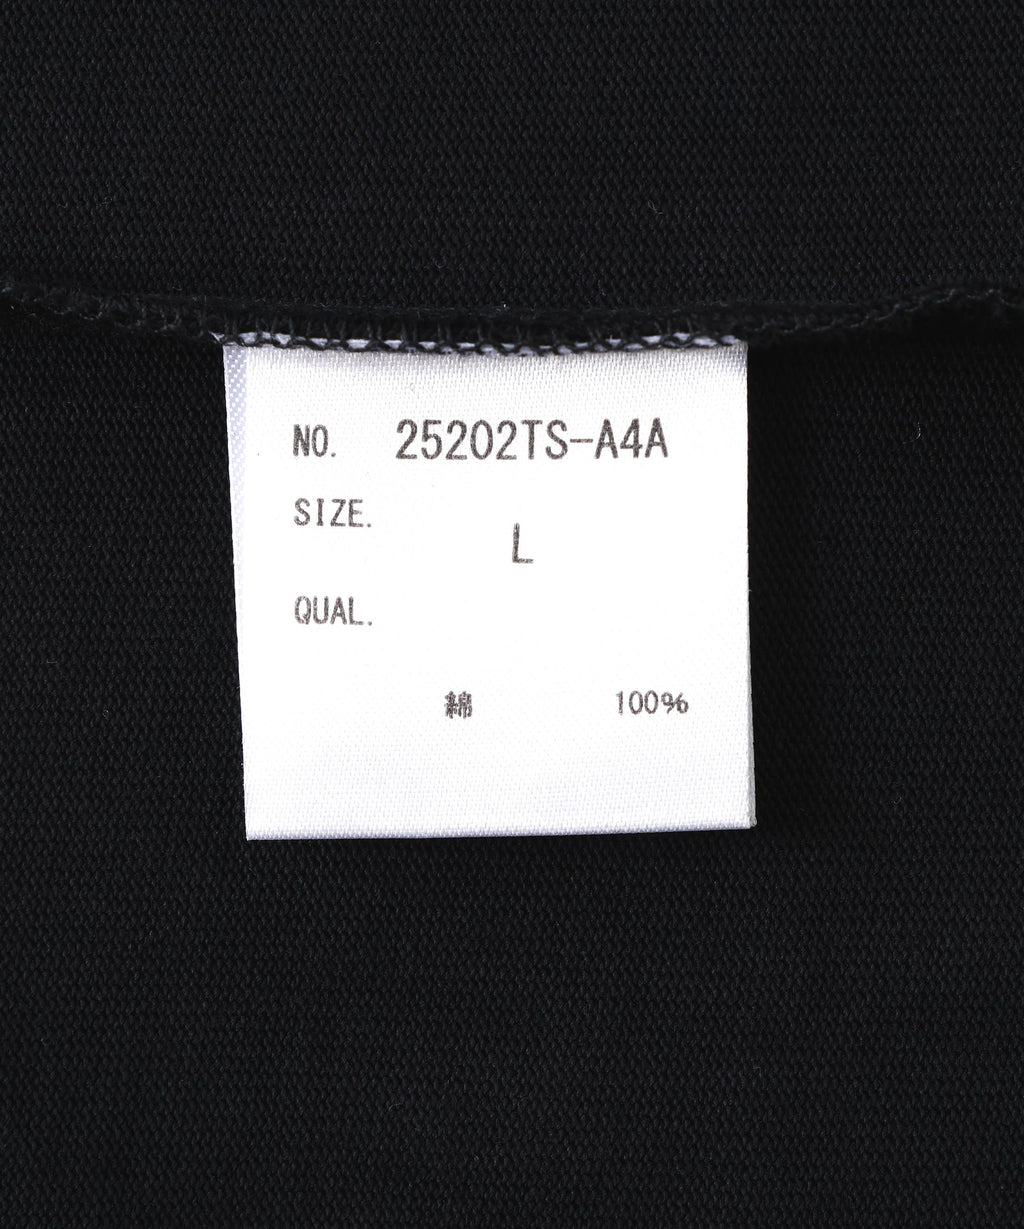 NO. 25202TS-A4A
SIZE.
L
QUAL.
綿 100%